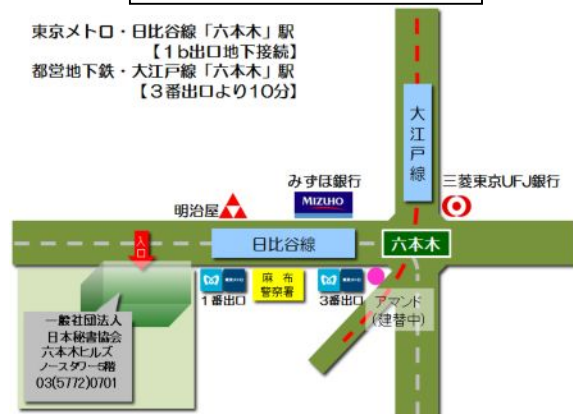 東京メトロ・日比谷線「六本木」駅
【1b出口地下接続】
都営地下鉄・大江戸線「六本木」駅
【3番出口より10分】
大江戸線
みずほ銀行
MIZUHO
三菱東京UFJ銀行
明治屋
入口
日比谷線
六本木
1番出口
麻布
警察署
3番出口
アマンド
(建替中)
一般社団法人
日本秘書協会
六本木ヒルズ
ノースタワー5階
03(5772)0701